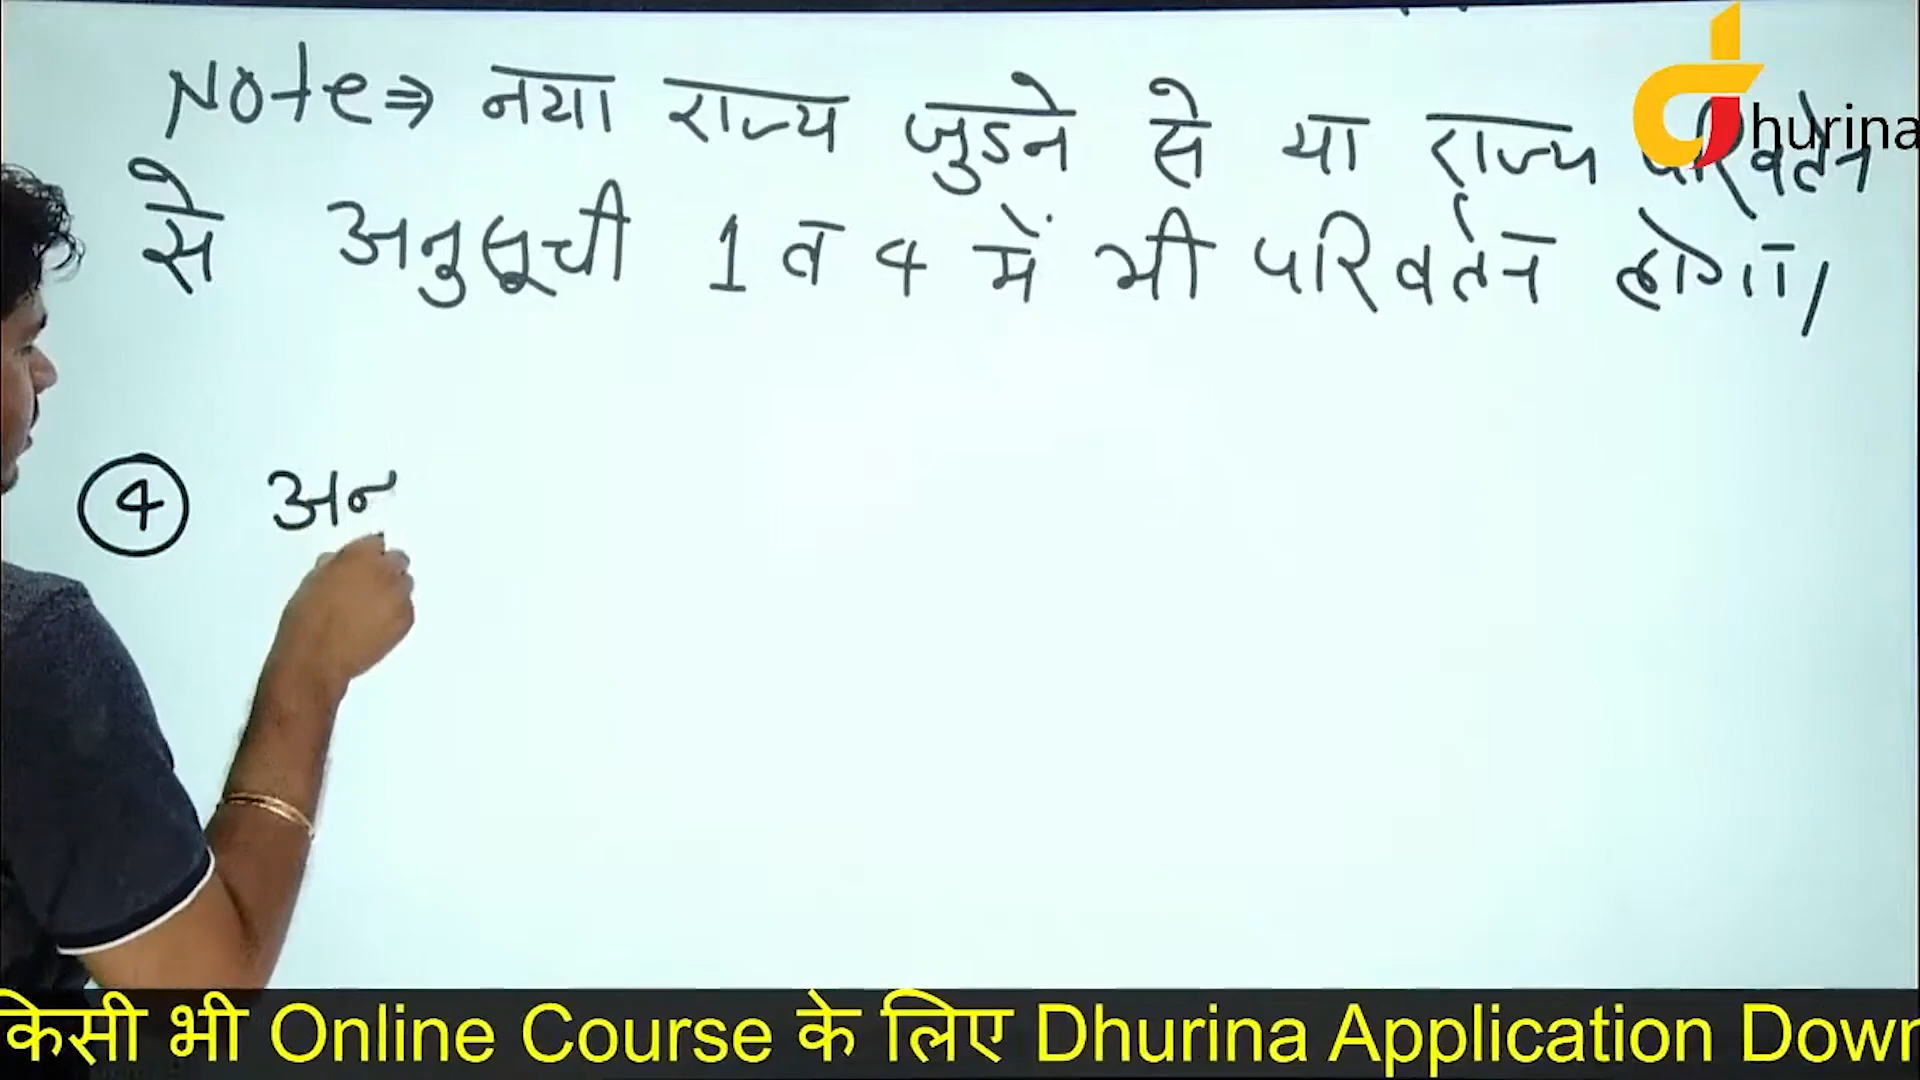 Note⇒ नया राज्य जुडने से या राज्य परिवर्तन
से अनुसूची 1 व 4 में भी परिवर्तन होगा।
4 अन
Dhurina
किसी भी Online Course के लिए Dhurina Application Down